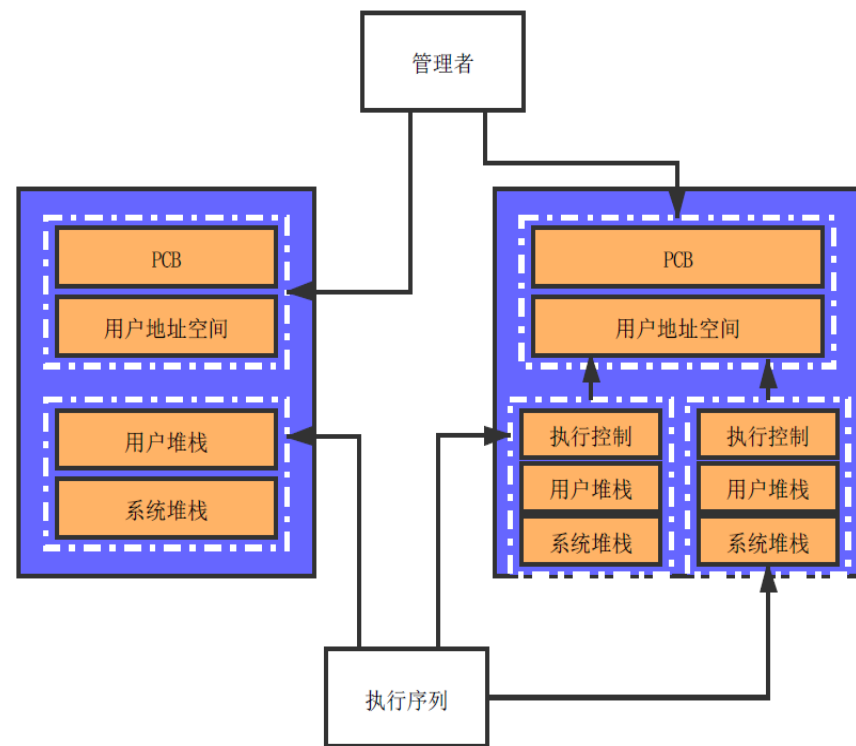 管理者
PCB
用户地址空间
用户堆栈
系统堆栈
PCB
用户地址空间
执行控制
用户堆栈
系统堆栈
执行控制
用户堆栈
系统堆栈
执行序列